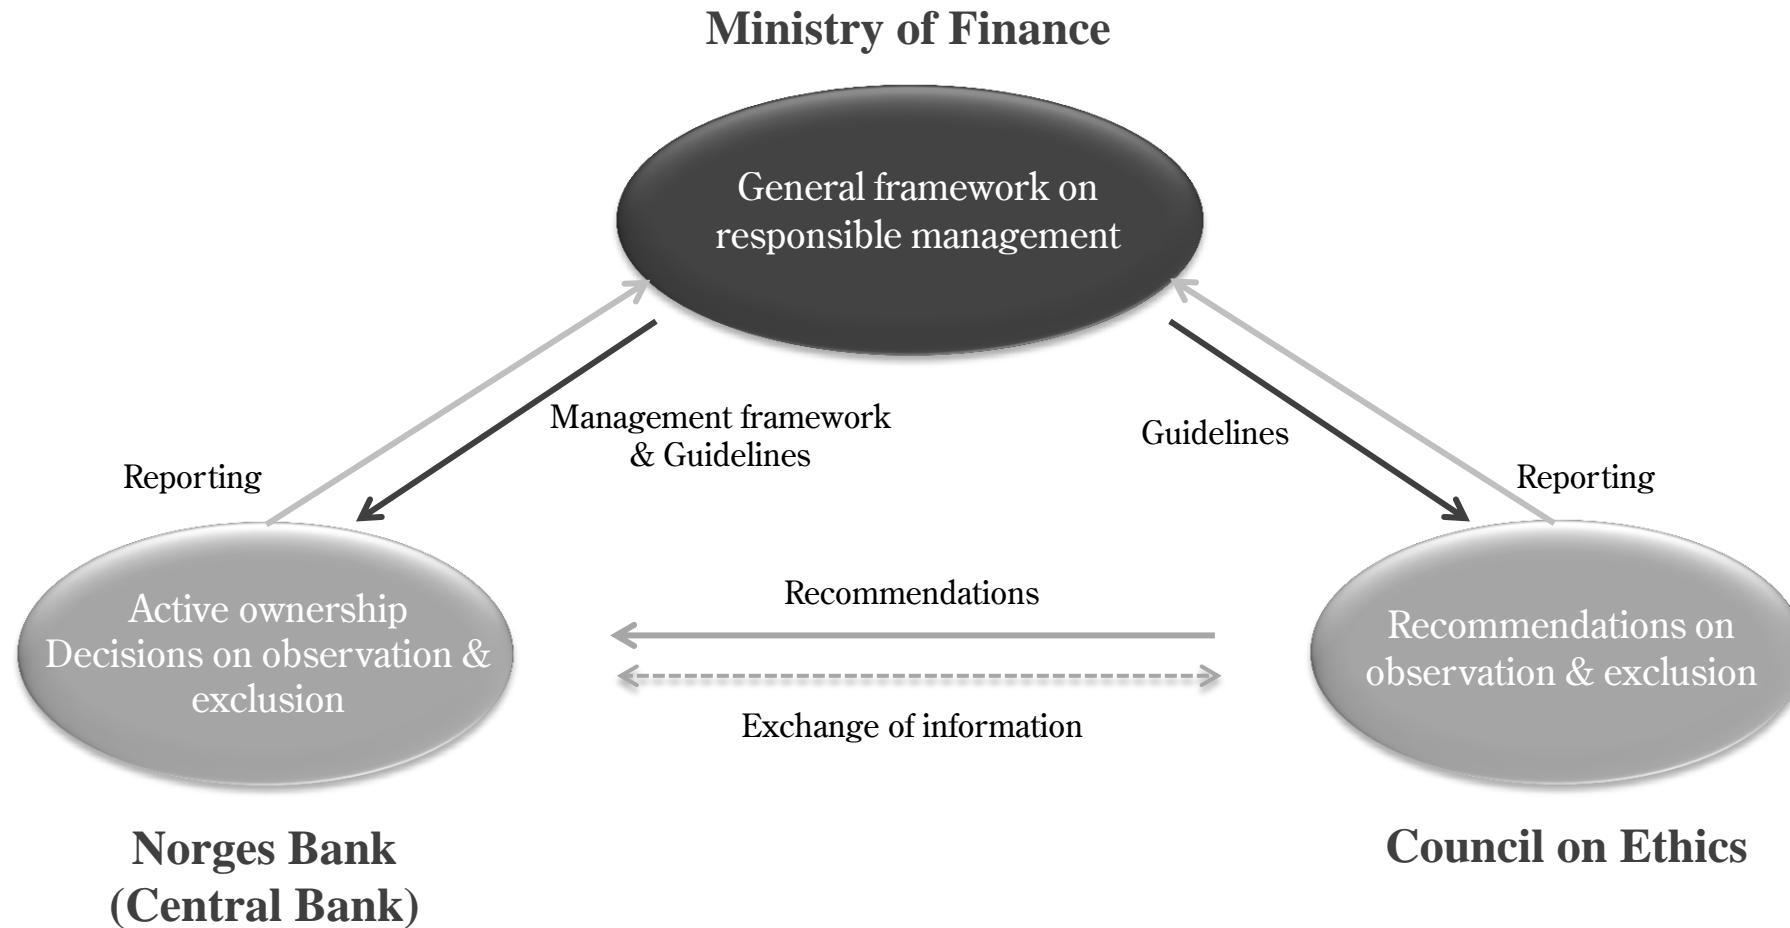 Ministry of Finance
General framework on
responsible management
Management framework
& Guidelines
Guidelines
Reporting
Reporting
Recommendations
Active ownership
Decisions on observation &
exclusion
Recommendations on
observation & exclusion
Exchange of information
Norges Bank
(Central Bank)
Council on Ethics